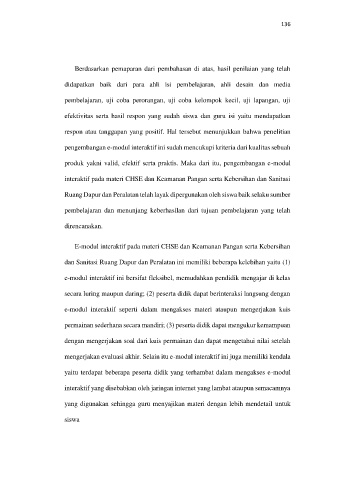 136
Berdasarkan pemaparan dari pembahasan di atas, hasil penilaian yang telah
didapatkan baik dari para ahli isi pembelajaran, ahli desain dan media
pembelajaran, uji coba perorangan, uji coba kelompok kecil, uji lapangan, uji
efektivitas serta hasil respon yang sudah siswa dan guru isi yaitu mendapatkan
respon atau tanggapan yang positif. Hal tersebut menunjukkan bahwa penelitian
pengembangan e-modul interaktif ini sudah mencukupi kriteria dari kualitas sebuah
produk yakni valid, efektif serta praktis. Maka dari itu, pengembangan e-modul
interaktif pada materi CHSE dan Keamanan Pangan serta Kebersihan dan Sanitasi
Ruang Dapur dan Peralatan telah layak dipergunakan oleh siswa baik selaku sumber
pembelajaran dan menunjang keberhasilan dari tujuan pembelajaran yang telah
direncanakan.
E-modul interaktif pada materi CHSE dan Keamanan Pangan serta Kebersihan
dan Sanitasi Ruang Dapur dan Peralatan ini memiliki beberapa kelebihan yaitu (1)
e-modul interaktif ini bersifat fleksibel, memudahkan pendidik mengajar di kelas
secara luring maupun daring; (2) peserta didik dapat berinteraksi langsung dengan
e-modul interaktif seperti dalam mengakses materi ataupun mengerjakan kuis
permainan sederhana secara mandiri; (3) peserta didik dapat mengukur kemampuan
dengan mengerjakan soal dari kuis permainan dan dapat mengetahui nilai setelah
mengerjakan evaluasi akhir. Selain itu e-modul interaktif ini juga memiliki kendala
yaitu terdapat beberapa peserta didik yang terhambat dalam mengakses e-modul
interaktif yang disebabkan oleh jaringan internet yang lambat ataupun semacamnya
yang digunakan sehingga guru menyajikan materi dengan lebih mendetail untuk
siswa